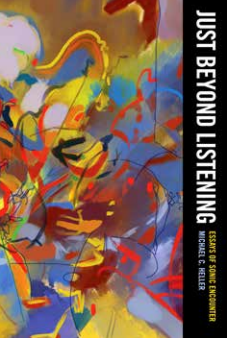 JUST BEYOND LISTENING
ESSAYS OF SONIC ENCOUNTER
MICHAEL C. HELLER